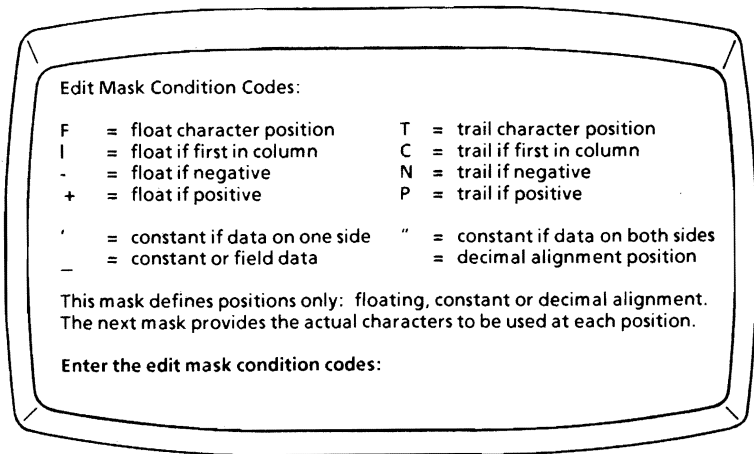 Edit Mask Condition Codes:
F = float character position T = trail character position
I = float if first in column C = trail if first in column
- = float if negative N = trail if negative
+ = float if positive P = trail if positive
' = constant if data on one side " = constant if data on both sides
_ = constant or field data = decimal alignment position
This mask defines positions only: floating, constant or decimal alignment.
The next mask provides the actual characters to be used at each position.
Enter the edit mask condition codes: